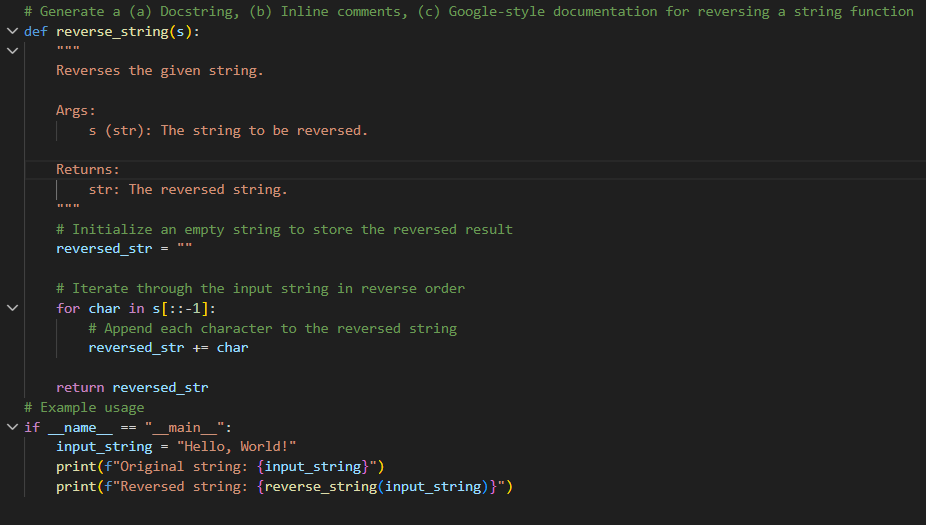 # Generate a (a) Docstring, (b) Inline comments, (c) Google-style documentation for reversing a string function
def reverse_string(s):
    """
    Reverses the given string.

    Args:
        s (str): The string to be reversed.

    Returns:
        str: The reversed string.
    """
    # Initialize an empty string to store the reversed result
    reversed_str = ""

    # Iterate through the input string in reverse order
    for char in s[::-1]:
        # Append each character to the reversed string
        reversed_str += char

    return reversed_str
# Example usage
if __name__ == "__main__":
    input_string = "Hello, World!"
    print(f"Original string: {input_string}")
    print(f"Reversed string: {reverse_string(input_string)}")